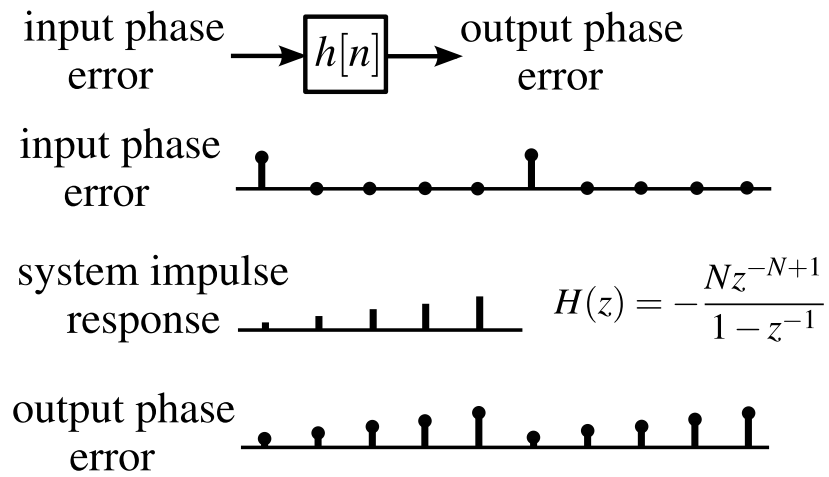 input phase
error
h[n]
output phase
error
input phase
error
system impulse
response
H(z) = -\frac{Nz^{-N+1}}{1-z^{-1}}
output phase
error